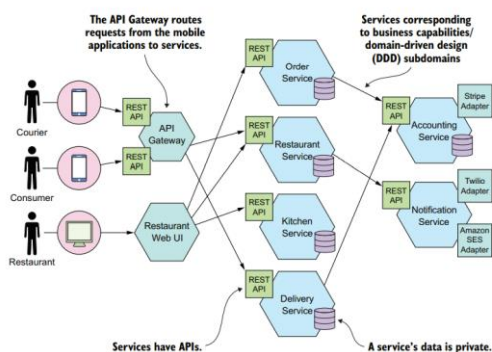 The API Gateway routes
requests from the mobile
applications to services.
Services corresponding
to business capabilities/
domain-driven design
(DDD) subdomains
REST
API
Order
Service
Courier
REST
API
API
Gateway
REST
API
Consumer
REST
API
Restaurant
Service
Restaurant
Restaurant
Web UI
REST
API
Kitchen
Service
REST
API
Delivery
Service
REST
API
Accounting
Service
Stripe
Adapter
REST
API
Notification
Service
Twilio
Adapter
Amazon
SES
Adapter
Services have APIs.
A service's data is private.